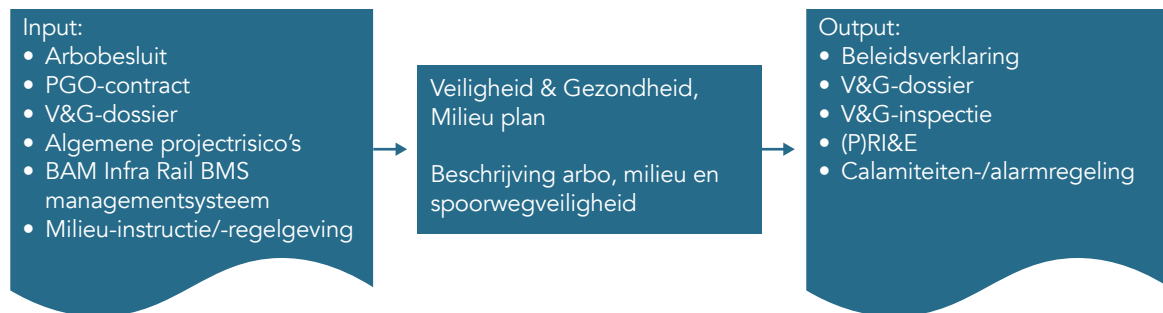 Input:
• Arbobesluit
• PGO-contract
• V&G-dossier
• Algemene projectrisico's
• BAM Infra Rail BMS
managementsysteem
• Milieu-instructie/-regelgeving
Veiligheid & Gezondheid,
Milieu plan
Beschrijving arbo, milieu en
spoorwegveiligheid
Output:
• Beleidsverklaring
• V&G-dossier
• V&G-inspectie
• (P)RI&E
• Calamiteiten-/alarmregeling